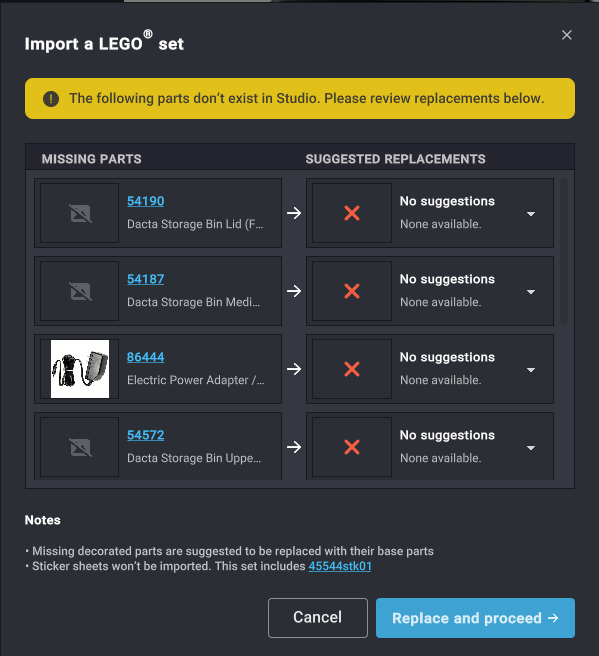 Import a LEGO® set
The following parts don't exist in Studio. Please review replacements below.
MISSING PARTS
SUGGESTED REPLACEMENTS
54190
Dacta Storage Bin Lid (F...
No suggestions
None available.
54187
Dacta Storage Bin Medi...
No suggestions
None available.
86444
Electric Power Adapter /...
No suggestions
None available.
54572
Dacta Storage Bin Uppe...
No suggestions
None available.
Notes
• Missing decorated parts are suggested to be replaced with their base parts
• Sticker sheets won't be imported. This set includes 45544stk01
Cancel
Replace and proceed →